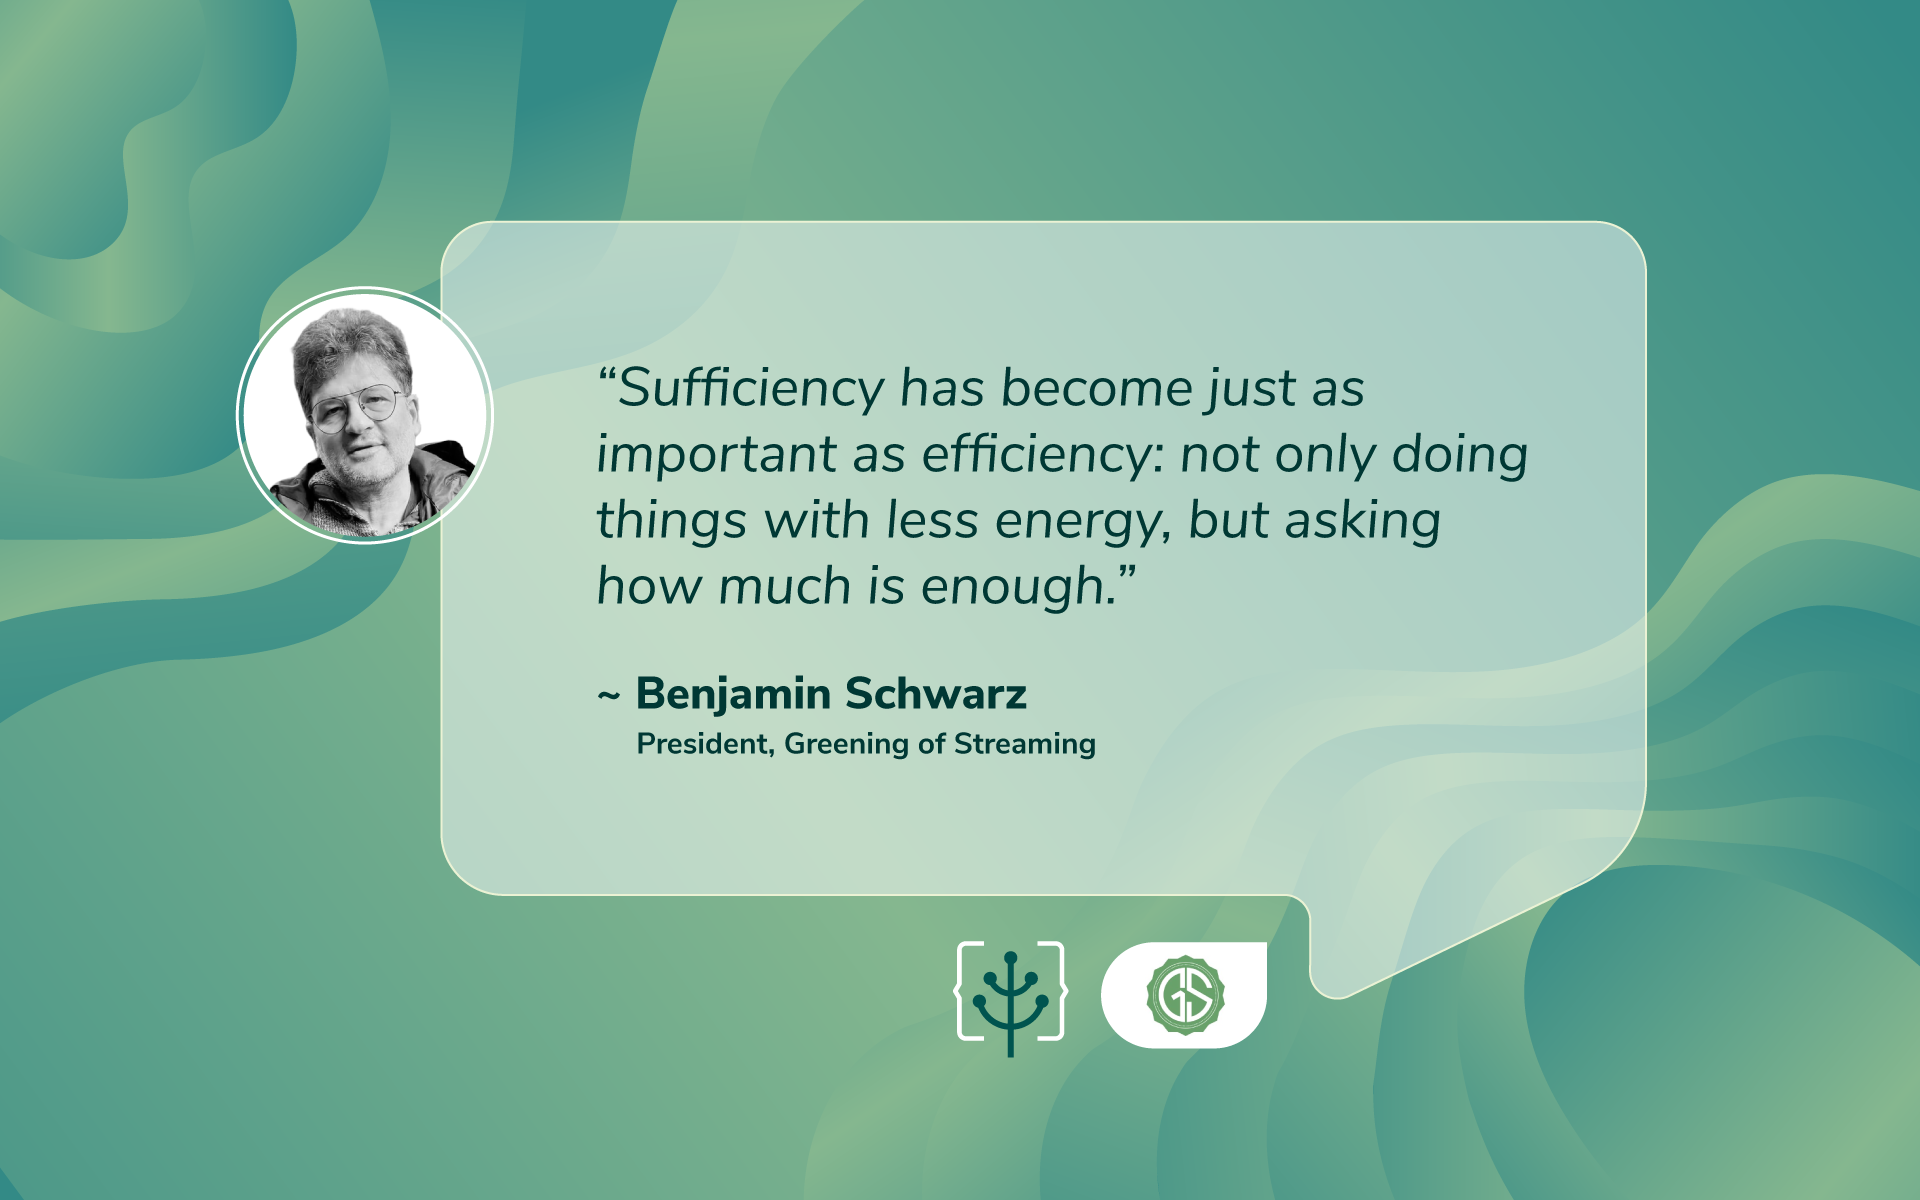 “Sufficiency has become just as
important as efficiency: not only doing
things with less energy, but asking
how much is enough.”
~ Benjamin Schwarz
President, Greening of Streaming
GS